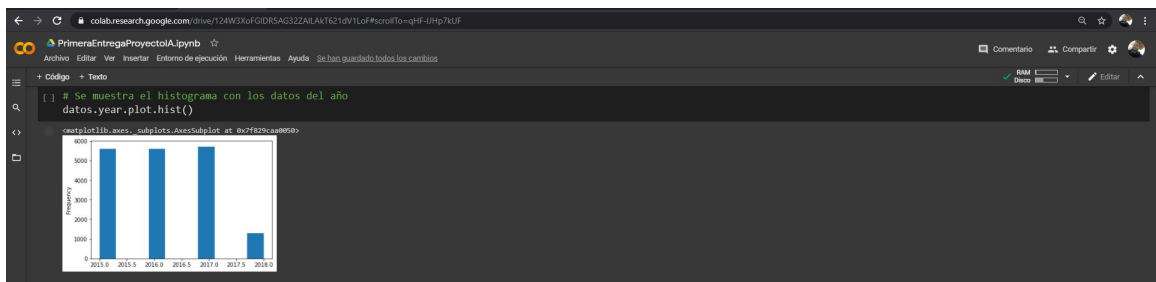 colab.research.google.com/drive/124W3XoFGIDR5AG32ZAILAkT621dV1LoF#scrollTo=qHF-IJHp7kUF
CO PrimeraEntregaProyectoIA.ipynb
Archivo Editar Ver Insertar Entorno de ejecución Herramientas Ayuda Se han guardado todos los cambios
Comentario Compartir
+ Código + Texto
RAM
Disco
Editar
[ ] # Se muestra el histograma con los datos del año
datos.year.plot.hist()
<matplotlib.axes._subplots.AxesSubplot at 0x7f829caa0050>
6000
5000
4000
3000
2000
1000
0
Frequency
2015.0 2015.5 2016.0 2016.5 2017.0 2017.5 2018.0